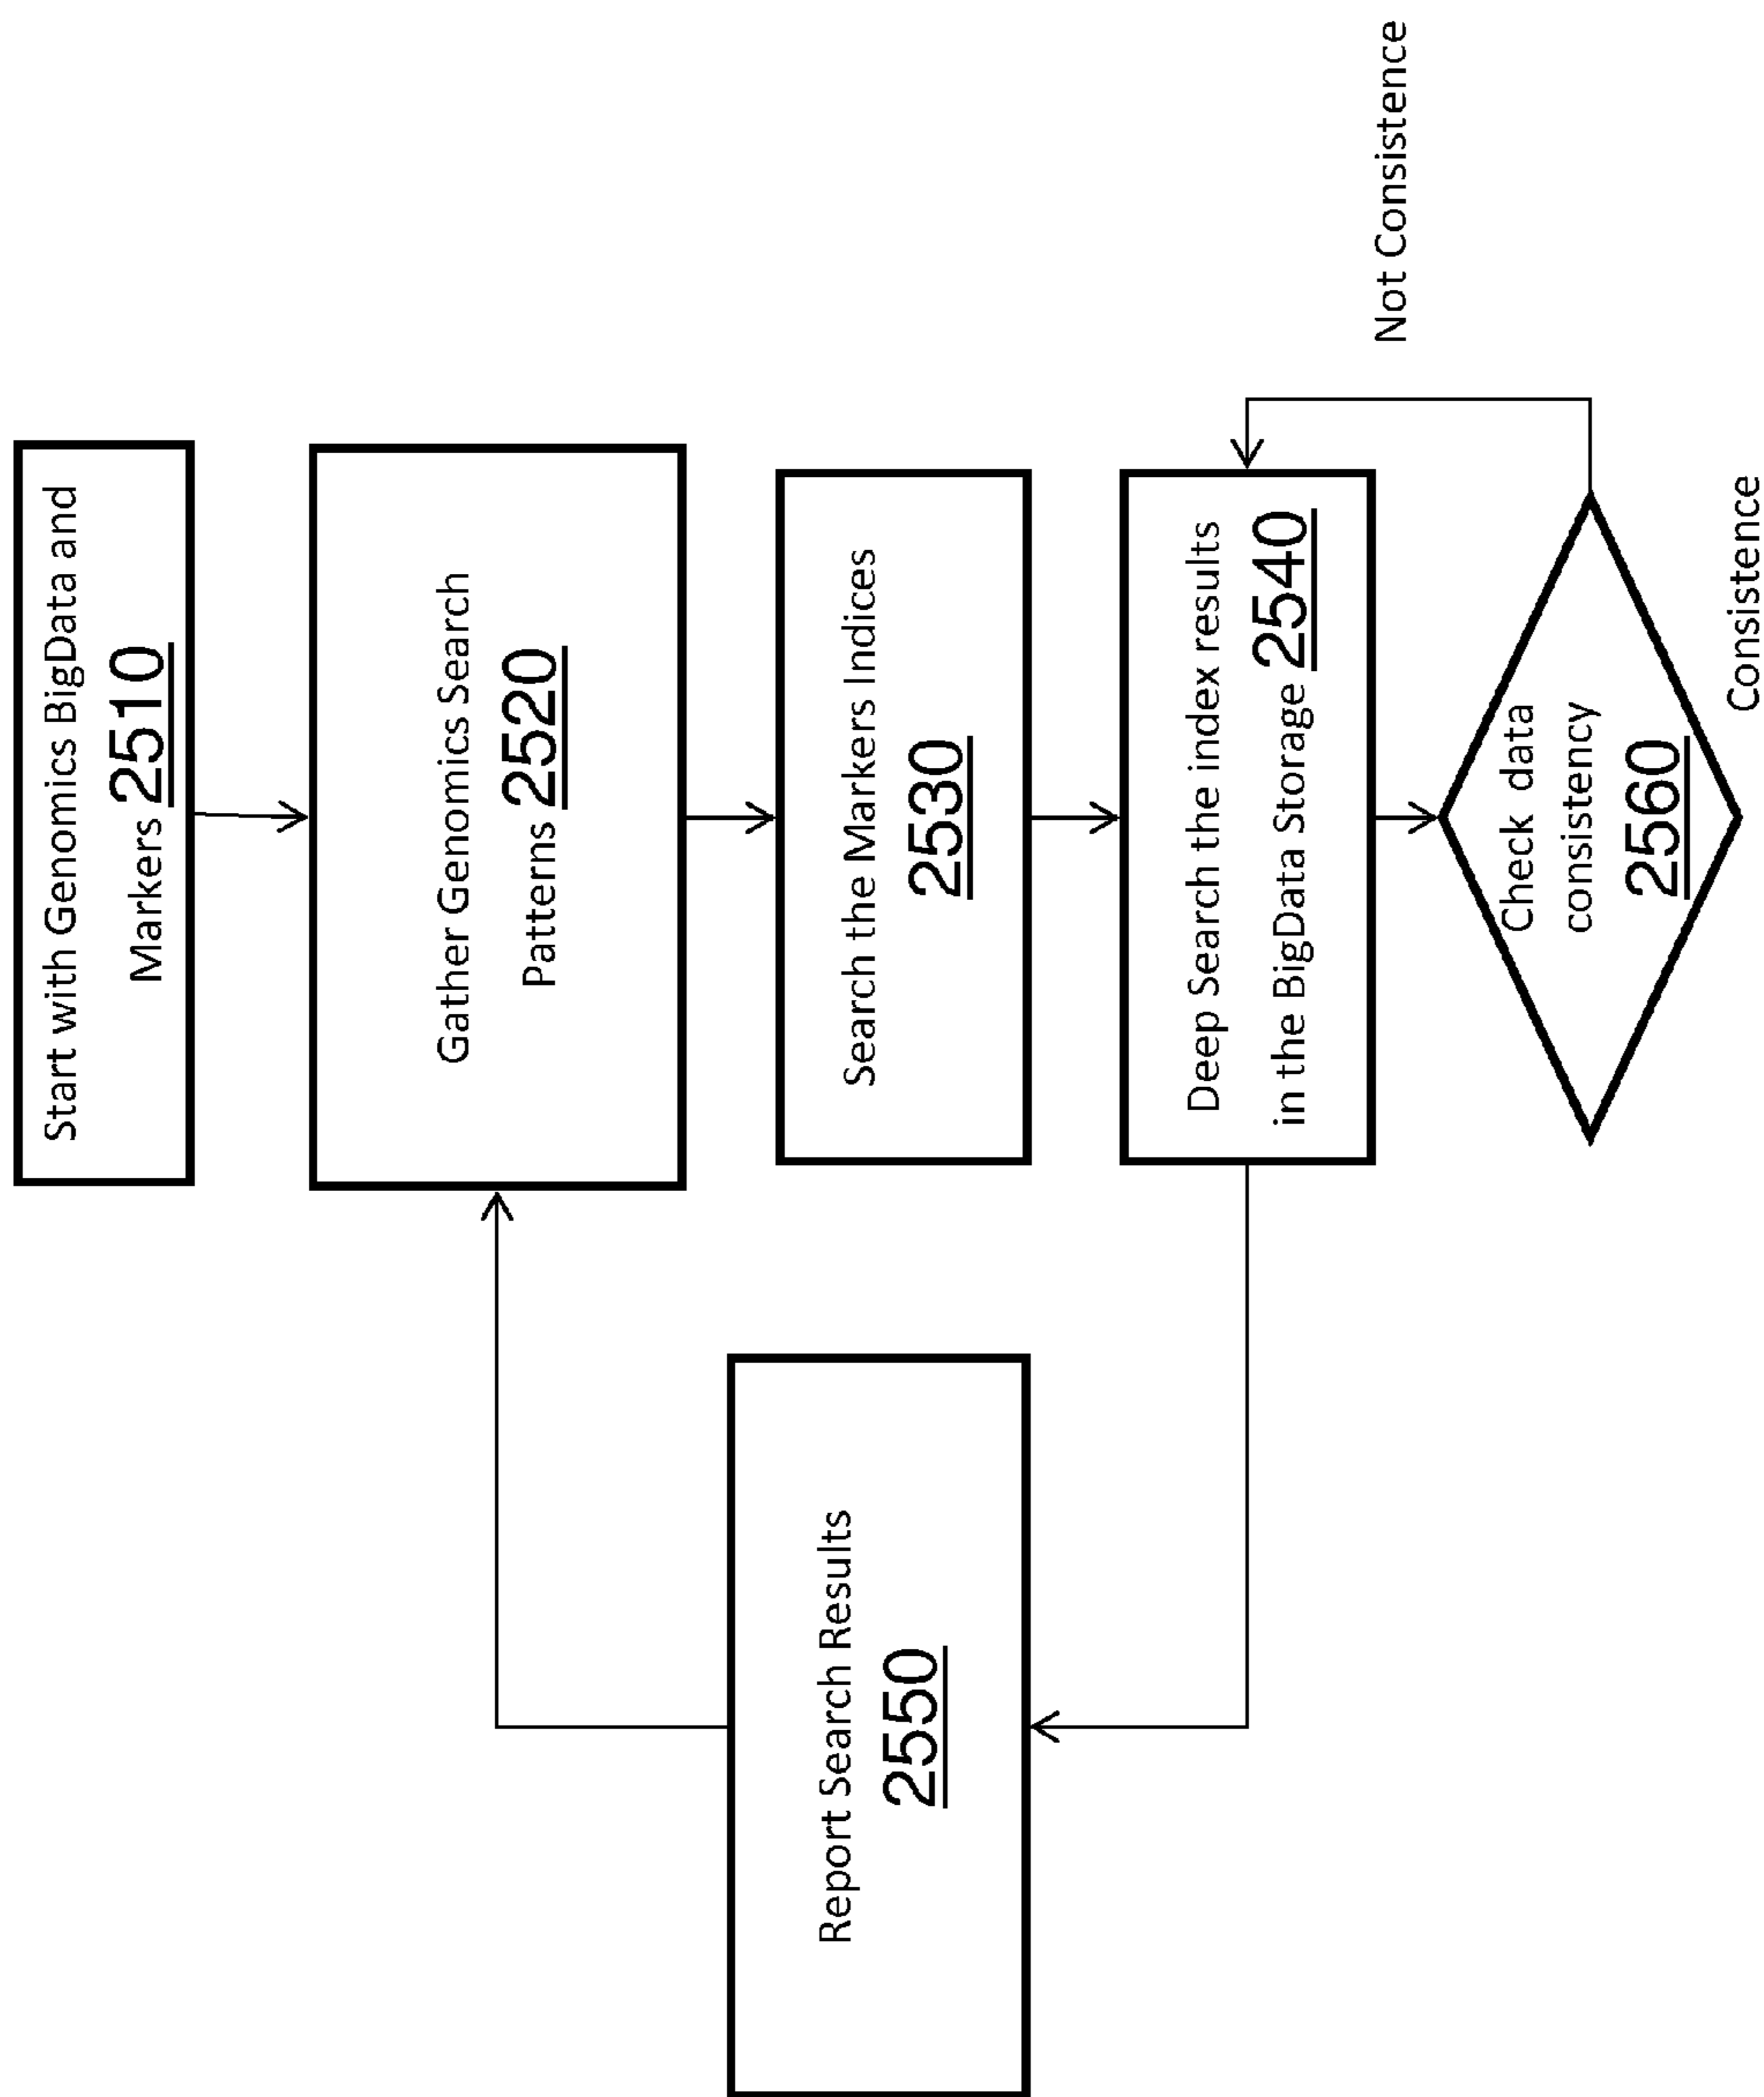 Start with Genomics BigData and
Markers 2510
Gather Genomics Search
Patterns 2520
Search the Markers Indices
2530
Deep Search the index results
in the BigData Storage 2540
Not Consistence
Check data
consistency
2560
Consistence
Report Search Results
2550